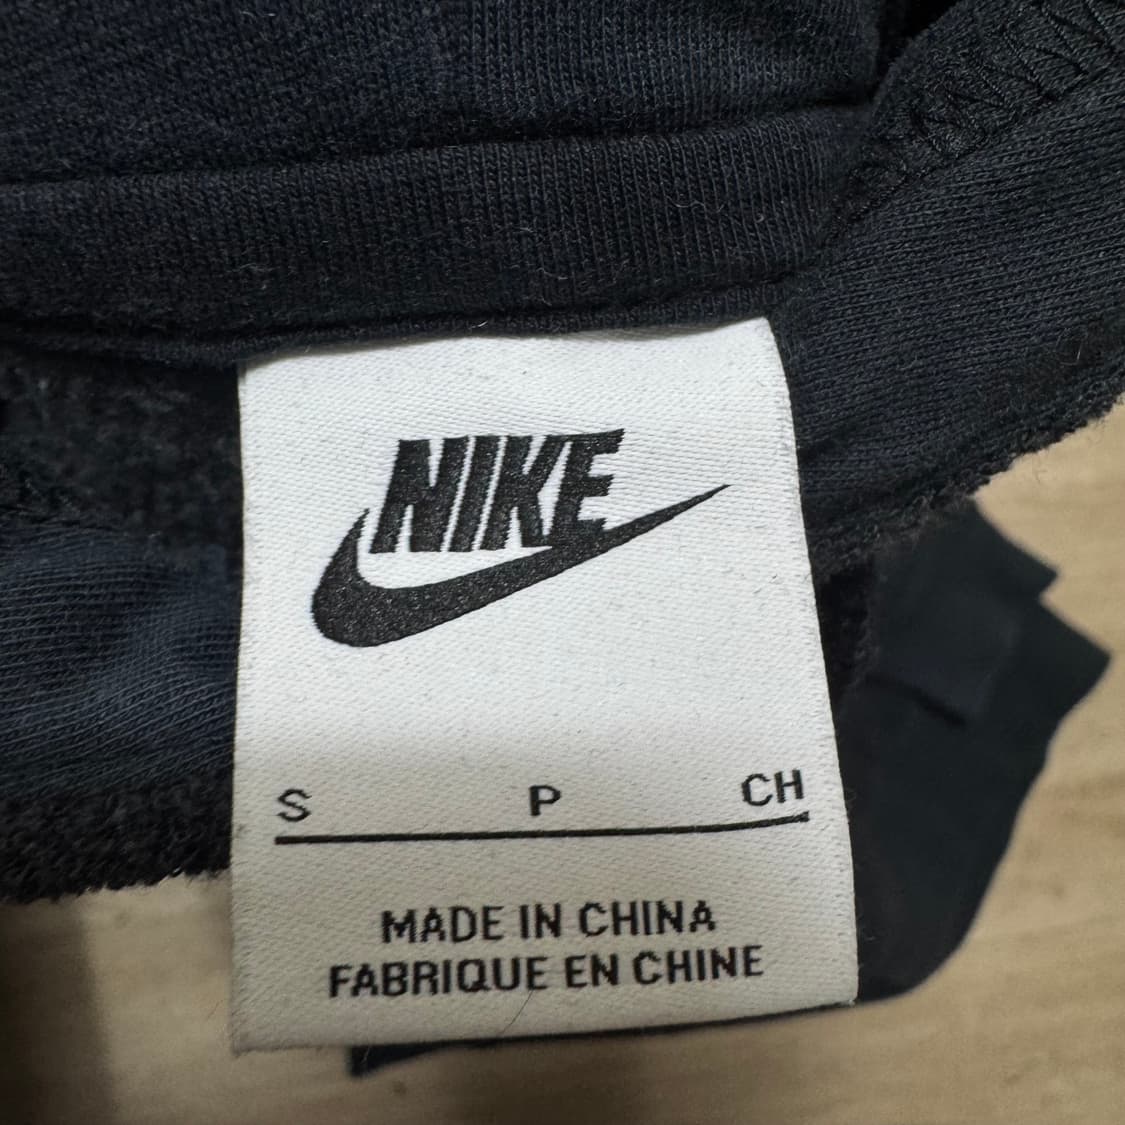 NIKE
S P CH
MADE IN CHINA
FABRIQUE EN CHINE